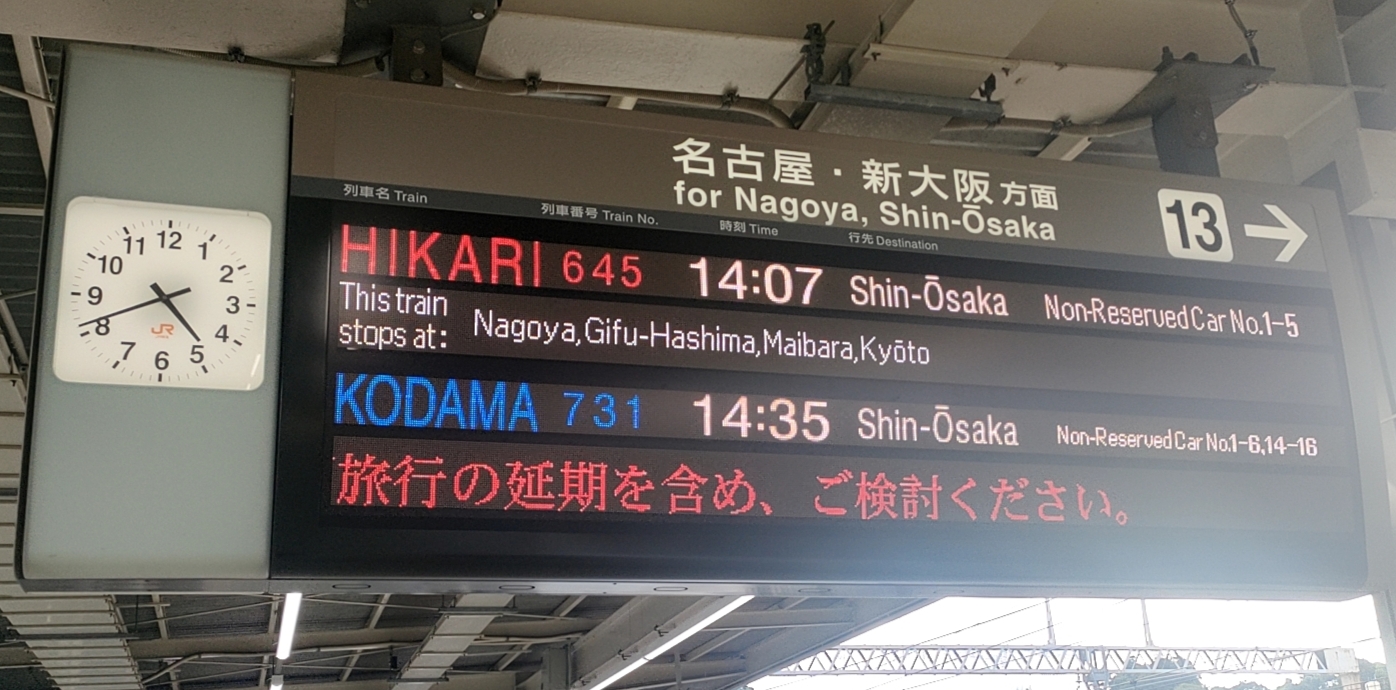 名古屋・新大阪方面
for Nagoya, Shin-Ōsaka
13
列車名 Train 列車番号 Train No. 時刻 Time 行先 Destination
HIKARI 645 14:07 Shin-Ōsaka Non-Reserved Car No.1-5
This train
stops at: Nagoya,Gifu-Hashima,Maibara,Kyōto
KODAMA 731 14:35 Shin-Ōsaka Non-Reserved Car No.1-6,14-16
旅行の延期を含め、ご検討ください。
12
11 1
10 2
9 3
8 4
7 5
6
JR